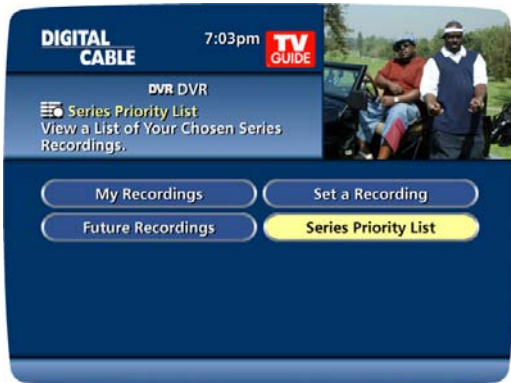 DIGITAL
CABLE
7:03pm
TV
GUIDE
DVR DVR
Series Priority List
View a List of Your Chosen Series
Recordings.
My Recordings
Set a Recording
Future Recordings
Series Priority List